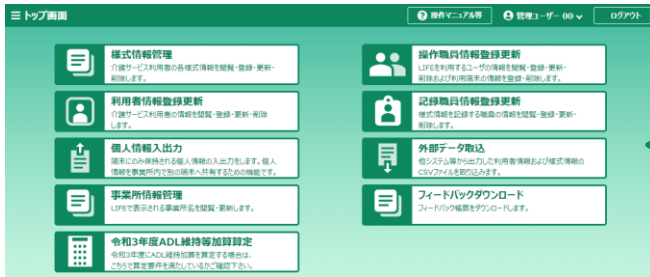 トップ画面
操作マニュアル等
管理ユーザー 00
ログアウト
様式情報管理
介護サービス利用者の各様式情報を閲覧・登録・更新・
削除します。
操作職員情報登録更新
LIFEを利用するユーザの情報を閲覧・登録・更新・
削除および利用端末の情報を登録・削除します。
利用者情報登録更新
介護サービス利用者の情報を閲覧・登録・更新・削除
します。
記録職員情報登録更新
様式情報を記録する職員の情報を閲覧・登録・更新・
削除します。
個人情報入出力
端末にのみ保持される個人情報の入出力をします。個人
情報を事業所内で別の端末へ共有するための機能です。
外部データ取込
他システム等から出力した利用者情報および様式情報の
CSVファイルを取り込みます。
事業所情報管理
LIFEで表示される事業所名を閲覧・更新します。
フィードバックダウンロード
フィードバック帳票をダウンロードします。
令和3年度ADL維持等加算算定
令和3年度にADL維持加算を算定する場合は、
こちらで算定要件を満たしているかご確認下さい。